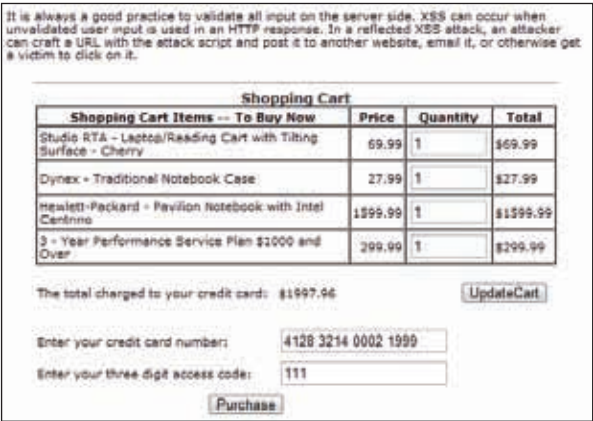 It is always a good practice to validate all input on the server side. XSS can occur when
unvalidated user input is used in an HTTP response. In a reflected XSS attack, an attacker
can craft a URL with the attack script and post it to another website, email it, or otherwise get
a victim to click on it.
Shopping Cart
Shopping Cart Items -- To Buy Now Price Quantity Total
Studio RTA - Laptop/Reading Cart with Tilting
Surface - Cherry 69.99 1 $69.99
Dynex - Traditional Notebook Case 27.99 1 $27.99
Hewlett-Packard - Pavilion Notebook with Intel
Centrino 1599.99 1 $1599.99
3 - Year Performance Service Plan $1000 and
Over 299.99 1 $299.99
The total charged to your credit card: $1997.96 UpdateCart
Enter your credit card number: 4128 3214 0002 1999
Enter your three digit access code: 111
Purchase